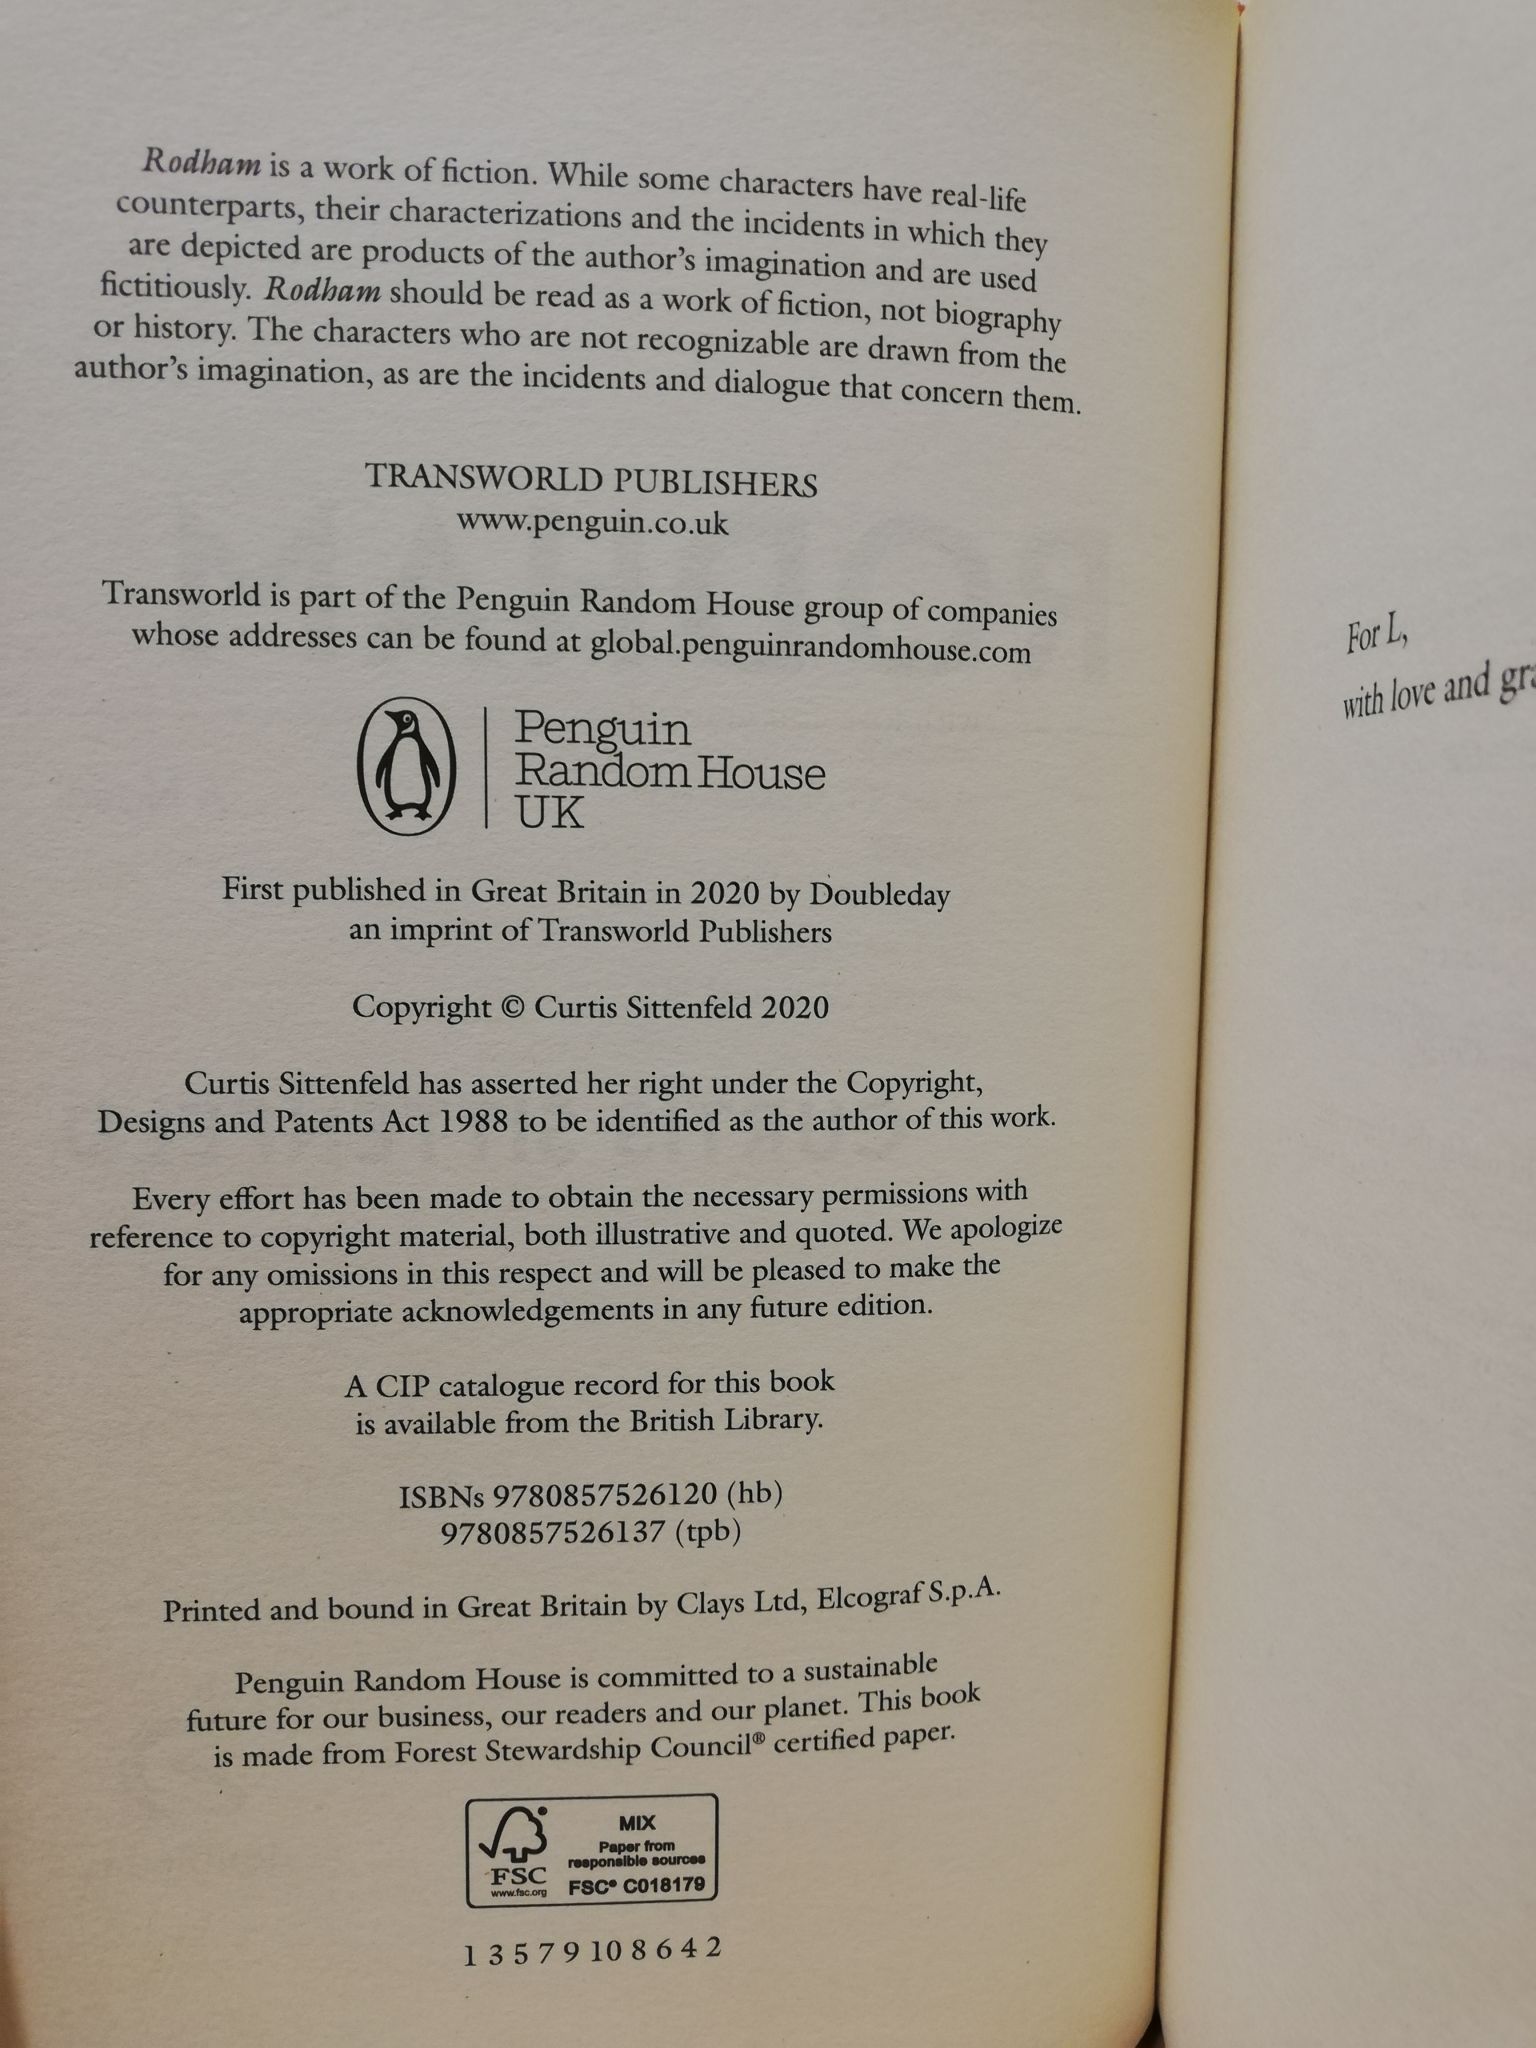 Rodham is a work of fiction. While some characters have real-life
counterparts, their characterizations and the incidents in which they
are depicted are products of the author's imagination and are used
fictitiously. Rodham should be read as a work of fiction, not biography
or history. The characters who are not recognizable are drawn from the
author's imagination, as are the incidents and dialogue that concern them.
TRANSWORLD PUBLISHERS
www.penguin.co.uk
Transworld is part of the Penguin Random House group of companies
whose addresses can be found at global.penguinrandomhouse.com
Penguin
Random House
UK
First published in Great Britain in 2020 by Doubleday
an imprint of Transworld Publishers
Copyright © Curtis Sittenfeld 2020
Curtis Sittenfeld has asserted her right under the Copyright,
Designs and Patents Act 1988 to be identified as the author of this work.
Every effort has been made to obtain the necessary permissions with
reference to copyright material, both illustrative and quoted. We apologize
for any omissions in this respect and will be pleased to make the
appropriate acknowledgements in any future edition.
A CIP catalogue record for this book
is available from the British Library.
ISBNs 9780857526120 (hb)
9780857526137 (tpb)
Printed and bound in Great Britain by Clays Ltd, Elcograf S.p.A.
Penguin Random House is committed to a sustainable
future for our business, our readers and our planet. This book
is made from Forest Stewardship Council® certified paper.
FSC
www.fsc.org
MIX
Paper from
responsible sources
FSC® C018179
1 3 5 7 9 10 8 6 4 2
For L,
with love and